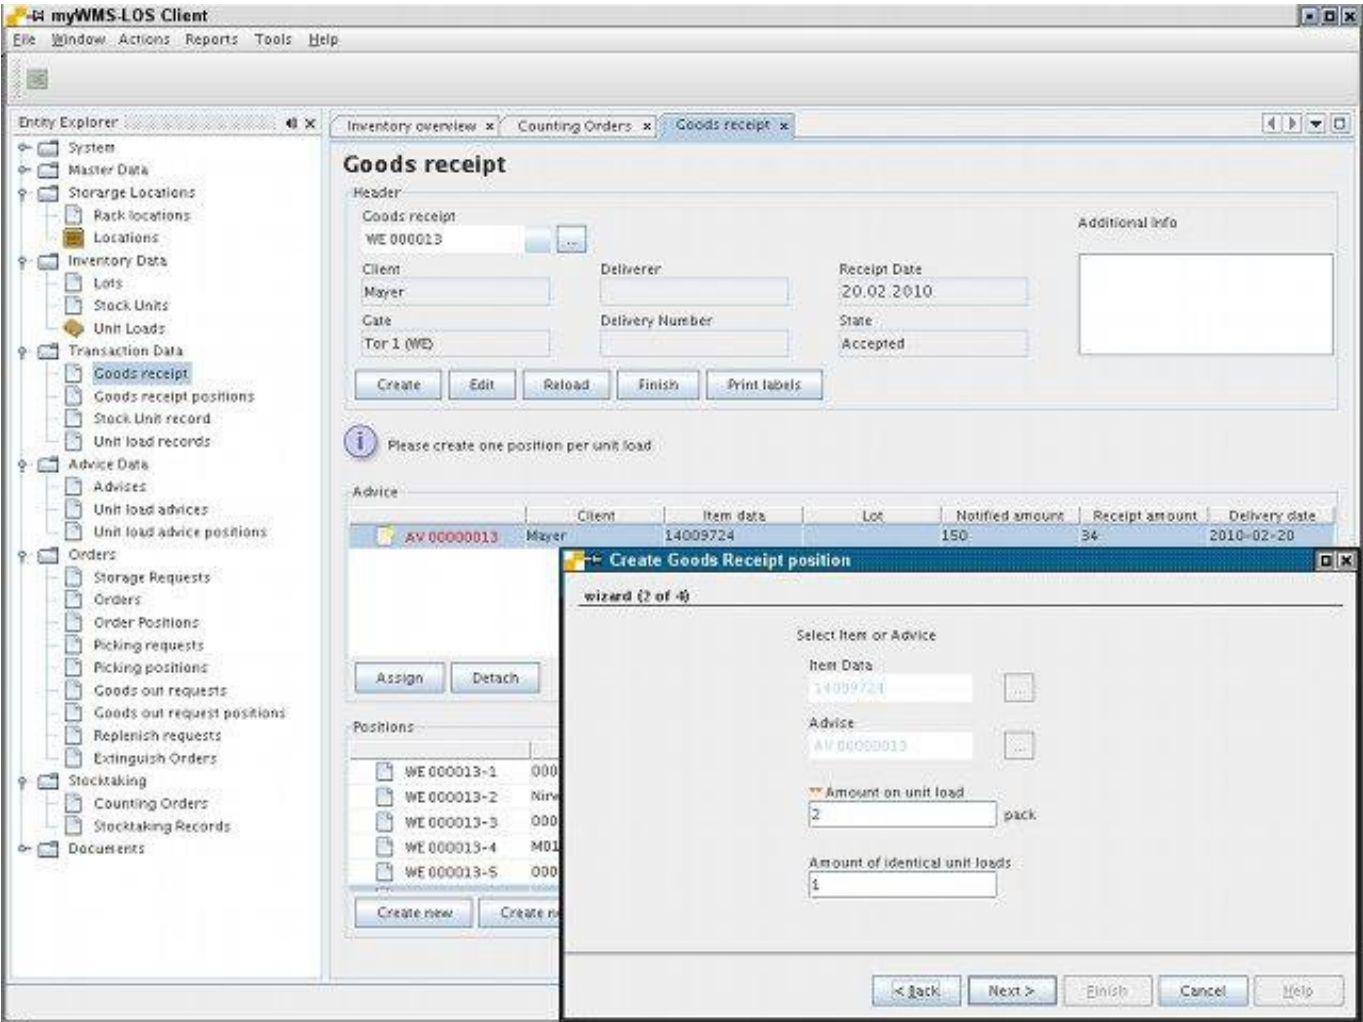 myWMS-LOS Client
File Window Actions Reports Tools Help
Entity Explorer
System
Master Data
Storarge Locations
Rack locations
Locations
Inventory Data
Lots
Stock Units
Unit Loads
Transaction Data
Goods receipt
Goods receipt positions
Stock Unit record
Unit load records
Advice Data
Advises
Unit load advices
Unit load advice positions
Orders
Storage Requests
Orders
Order Positions
Picking requests
Picking positions
Goods out requests
Goods out request positions
Replenish requests
Extinguish Orders
Stocktaking
Counting Orders
Stocktaking Records
Documents
Inventory overview x Counting Orders x Goods receipt x
Goods receipt
Header
Goods receipt
WE 000013 ...
Additional Info
Client Deliverer Receipt Date
Mayer 20.02.2010
Gate Delivery Number State
Tor 1 (WE) Accepted
Create Edit Reload Finish Print labels
i Please create one position per unit load
Advice
Client Item data Lot Notified amount Receipt amount Delivery date
AV 00000013 Mayer 14009724 150 34 2010-02-20
Assign Detach
Positions
WE 000013-1 000
WE 000013-2 Nirw
WE 000013-3 000
WE 000013-4 M01
WE 000013-5 000
Create new Create
Create Goods Receipt position
wizard (2 of 4)
Select Item or Advice
Item Data
14009724 ...
Advise
AV 00000013 ...
** Amount on unit load
2 pack
Amount of identical unit loads
1
< Back Next > Finish Cancel Help